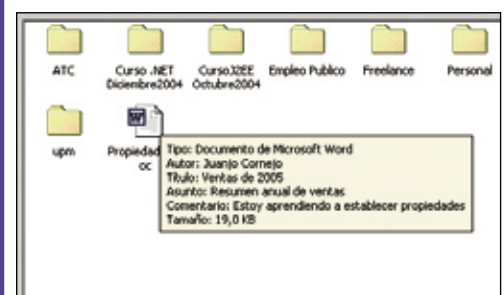 ATC
Curso .NET
Diciembre2004
CursoJ2EE
Octubre2004
Empleo Publico
Freelance
Personal
upm
Propiedad
oc
Tipo: Documento de Microsoft Word
Autor: Juanjo Cornejo
Título: Ventas de 2005
Asunto: Resumen anual de ventas
Comentario: Estoy aprendiendo a establecer propiedades
Tamaño: 19,0 KB